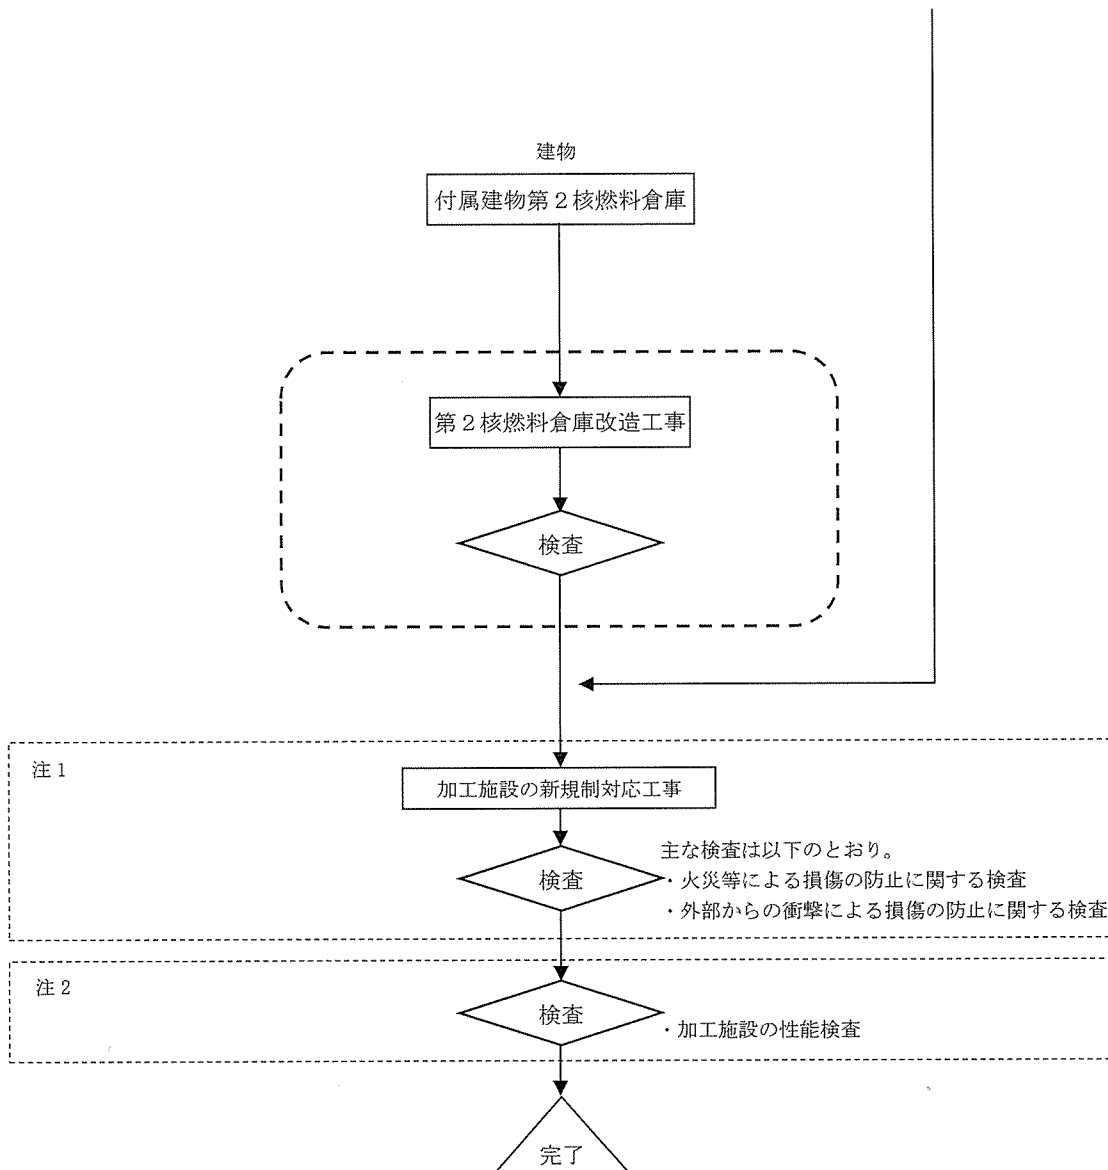 建物
付属建物第２核燃料倉庫
第２核燃料倉庫改造工事
検査
注１
加工施設の新規制対応工事
検査
主な検査は以下のとおり。
・火災等による損傷の防止に関する検査
・外部からの衝撃による損傷の防止に関する検査
注２
検査
・加工施設の性能検査
完了